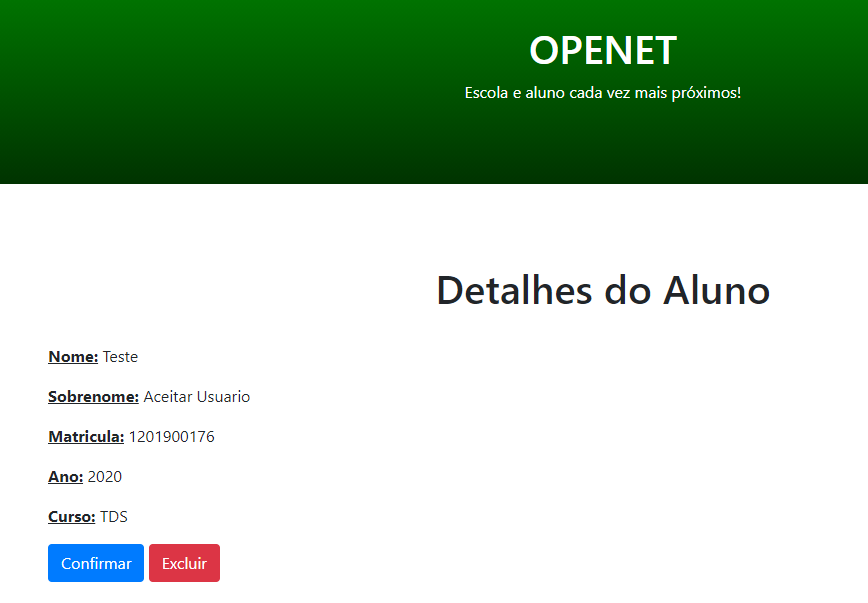 OPENET
Escola e aluno cada vez mais próximos!
Detalhes do Aluno
Nome: Teste
Sobrenome: Aceitar Usuario
Matricula: 1201900176
Ano: 2020
Curso: TDS
Confirmar Excluir